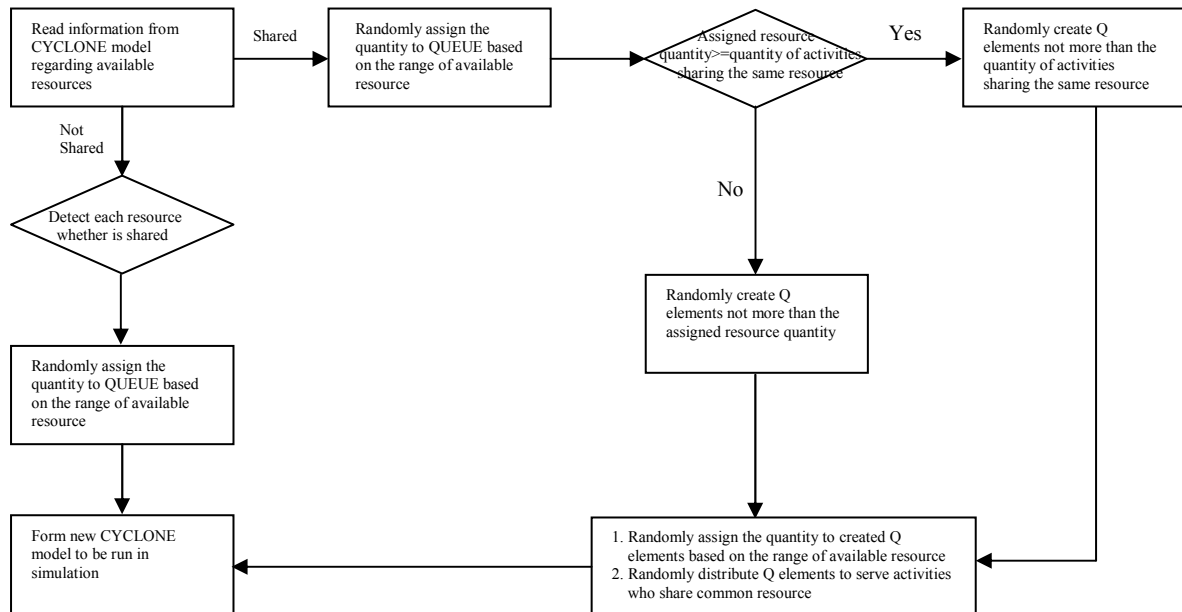 Read information from
CYCLONE model
regarding available
resources
Shared
Randomly assign the
quantity to QUEUE based
on the range of available
resource
Assigned resource
quantity>=quantity of activities
sharing the same resource
Yes
Randomly create Q
elements not more than the
quantity of activities
sharing the same resource
Not
Shared
No
Detect each resource
whether is shared
Randomly create Q
elements not more than the
assigned resource quantity
Randomly assign the
quantity to QUEUE based
on the range of available
resource
Form new CYCLONE
model to be run in
simulation
1. Randomly assign the quantity to created Q
elements based on the range of available resource
2. Randomly distribute Q elements to serve activities
who share common resource